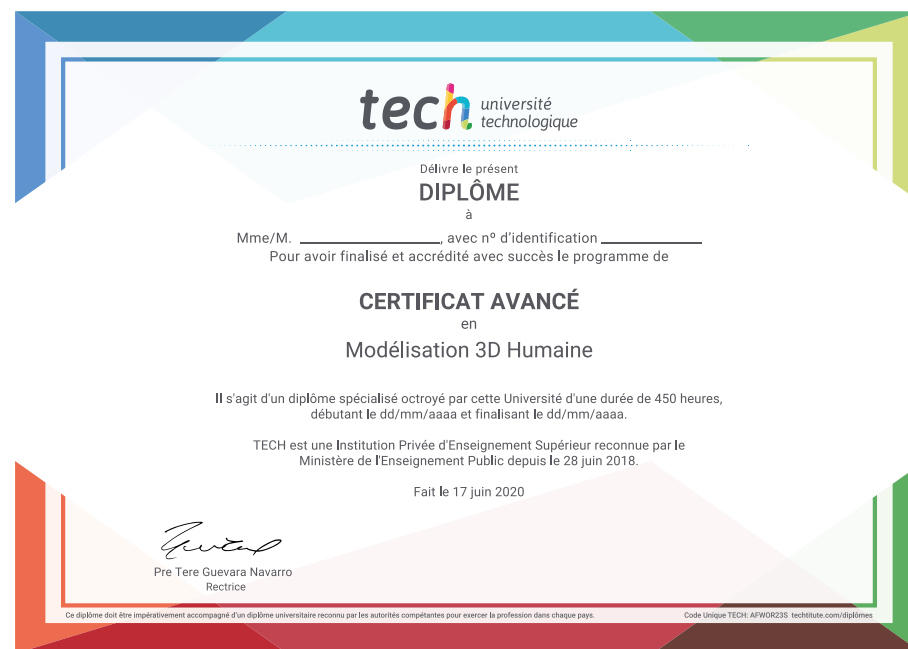 tech université
technologique
Délivre le présent
DIPLÔME
à
Mme/M. ____________________, avec nº d'identification ______________
Pour avoir finalisé et accrédité avec succès le programme de
CERTIFICAT AVANCÉ
en
Modélisation 3D Humaine
Il s'agit d'un diplôme spécialisé octroyé par cette Université d'une durée de 450 heures,
débutant le dd/mm/aaaa et finalisant le dd/mm/aaaa.
TECH est une Institution Privée d'Enseignement Supérieur reconnue par le
Ministère de l'Enseignement Public depuis le 28 juin 2018.
Fait le 17 juin 2020
Pre Tere Guevara Navarro
Rectrice
Ce diplôme doit être impérativement accompagné d'un diplôme universitaire reconnu par les autorités compétentes pour exercer la profession dans chaque pays.
Code Unique TECH: AFWOR23S techtitute.com/diplômes